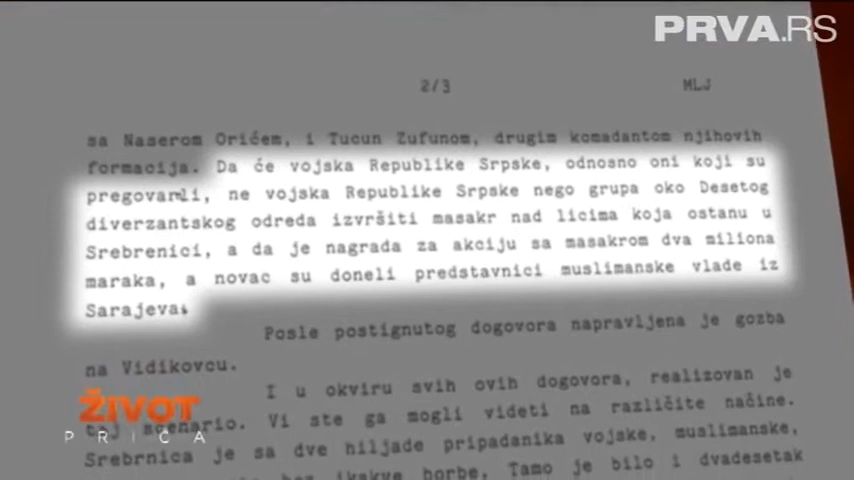 PRVA.RS
2/3 MLJ
sa Naserom Orićem, i Tucun Zufunom, drugim komadantom njihovih
formacija. Da će vojska Republike Srpske, odnosno oni koji su
pregovarali, ne vojska Republike Srpske nego grupa oko Desetog
diverzantskog odreda izvršiti masakr nad licima koja ostanu u
Srebrenici, a da je nagrada za akciju sa masakrom dva miliona
maraka, a novac su doneli predstavnici muslimanske vlade iz
Sarajeva.
Posle postignutog dogovora napravljena je gozba
na Vidikovcu.
I u okviru svih ovih dogovora, realizovan je
taj scenario. Vi ste ga mogli videti na različite načine.
Srebrnica je sa dve hiljade pripadanika vojske, mualimanske,
bez ikakve borbe. Tamo je bilo i dvadesetak
ŽIVOT
PRIČA